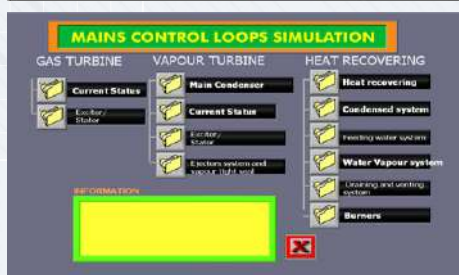 MAINS CONTROL LOOPS SIMULATION
GAS TURBINE
Current Status
Exciter/
Stator
VAPOUR TURBINE
Main Condenser
Current Status
Exciter/
Stator
Ejectors system and
vapour tight seal
HEAT RECOVERING
Heat recovering
Condensed system
Feeding water system
Water Vapour system
Draining and venting
system
Burners
INFORMATION